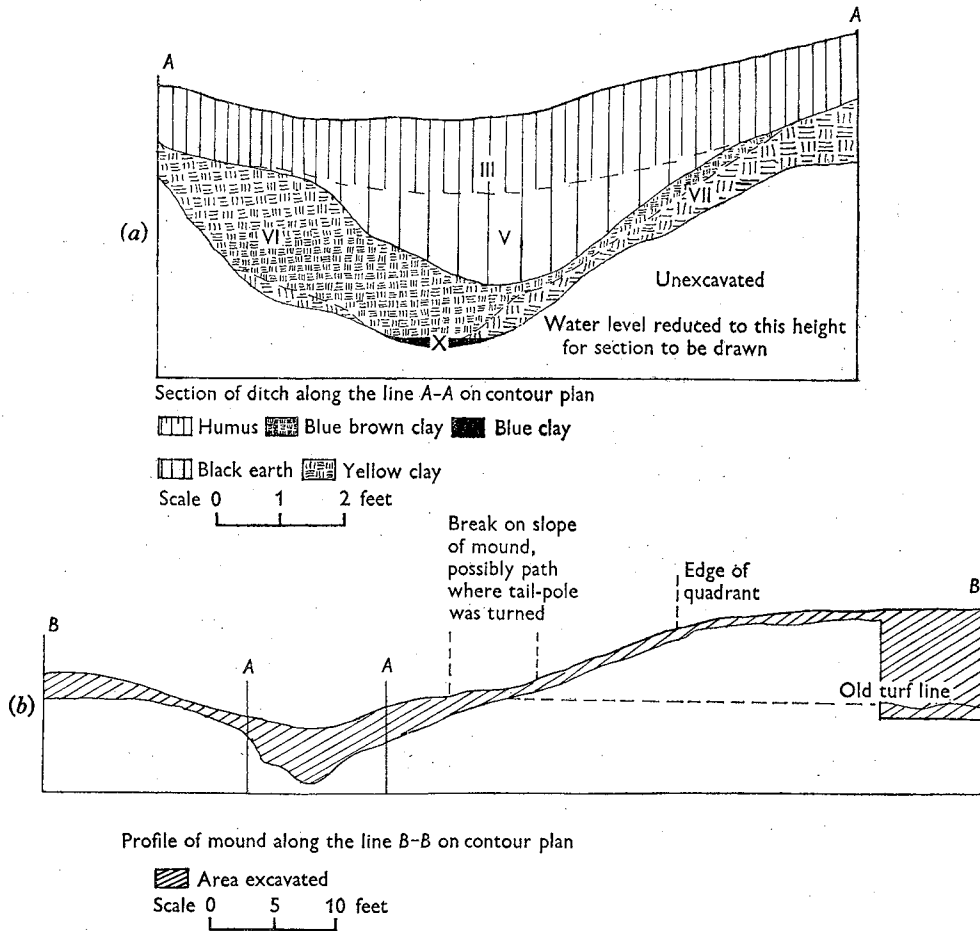 A
A
III
(a)
VI
V
VII
Unexcavated
X
Water level reduced to this height
for section to be drawn
Section of ditch along the line A–A on contour plan
Humus Blue brown clay Blue clay
Black earth Yellow clay
Scale 0 1 2 feet
Break on slope
of mound,
possibly path
where tail-pole
was turned
Edge of
quadrant
B
B
A
A
(b)
Old turf line
Profile of mound along the line B–B on contour plan
Area excavated
Scale 0 5 10 feet